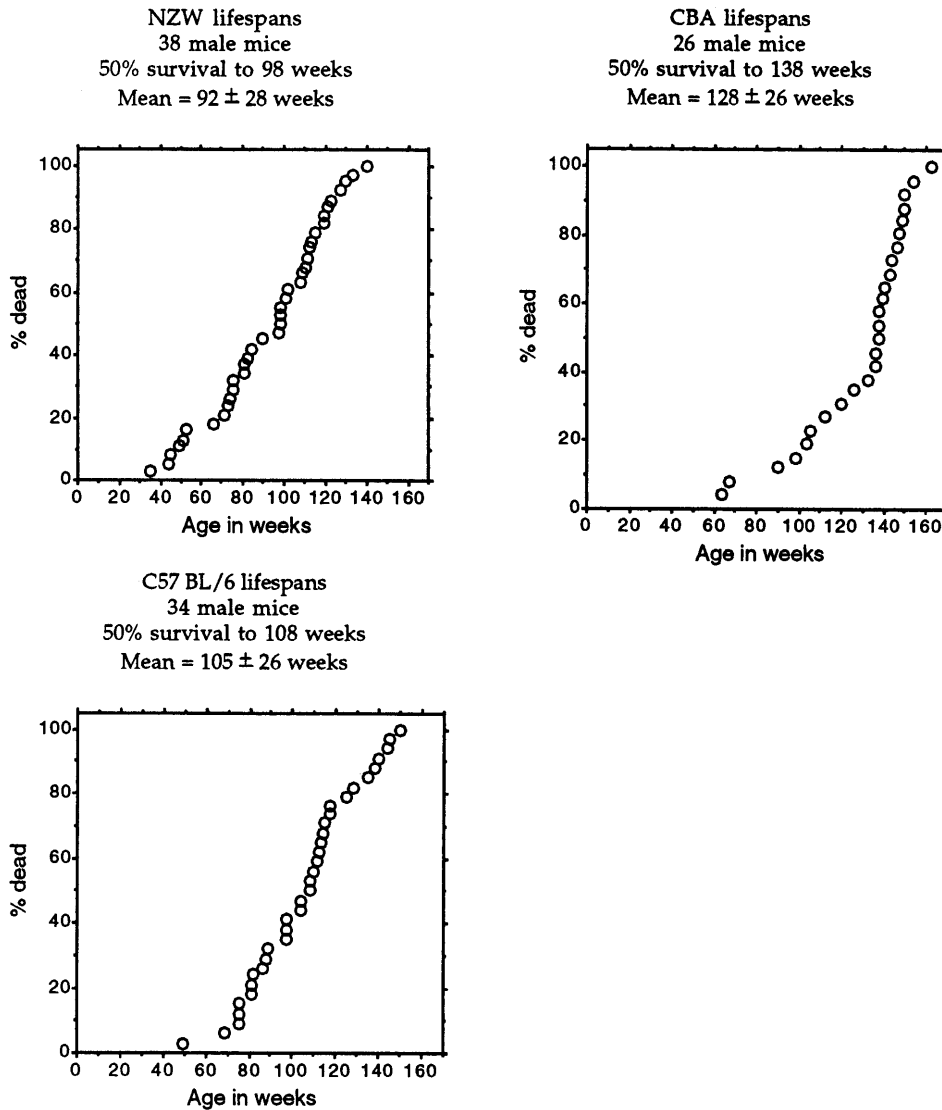 NZW lifespans
38 male mice
50% survival to 98 weeks
Mean = 92 ± 28 weeks
100
80
60
40
20
0
% dead
0 20 40 60 80 100 120 140 160
Age in weeks
CBA lifespans
26 male mice
50% survival to 138 weeks
Mean = 128 ± 26 weeks
100
80
60
40
20
0
% dead
0 20 40 60 80 100 120 140 160
Age in weeks
C57 BL/6 lifespans
34 male mice
50% survival to 108 weeks
Mean = 105 ± 26 weeks
100
80
60
40
20
0
% dead
0 20 40 60 80 100 120 140 160
Age in weeks